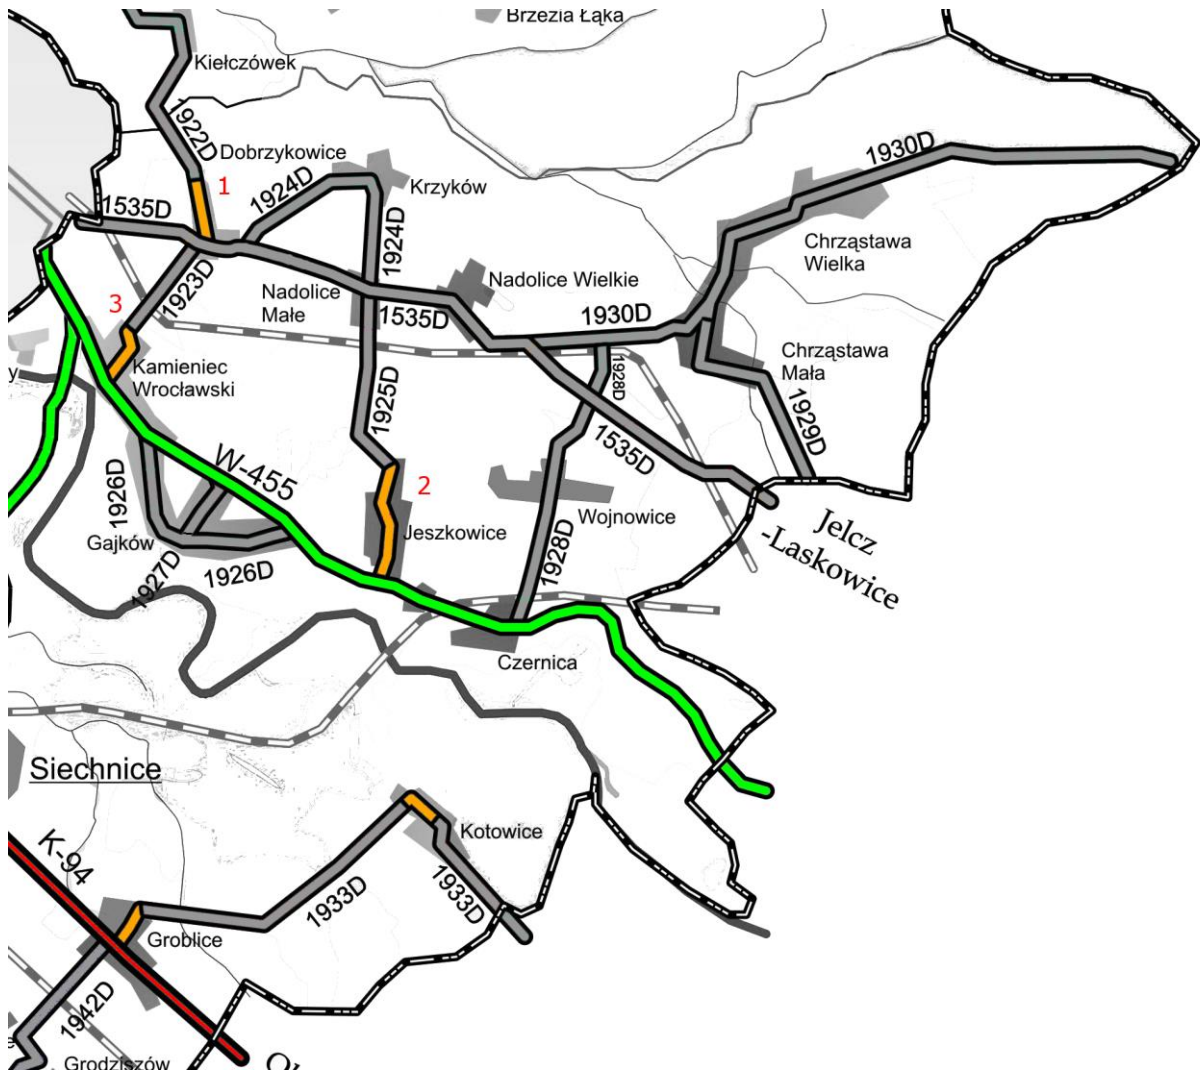 Brzezia Łąka
Kiełczówek
1922D
Dobrzykowice
1
1924D
Krzyków
1930D
1535D
1924D
Chrząstawa
Wielka
1923D
Nadolice Wielkie
Nadolice
Małe
3
1535D
1930D
Kamieniec
Wrocławski
y
Chrząstawa
Mała
1928D
1925D
1929D
1535D
W-455
1926D
2
Wojnowice
Jeszkowice
Jelcz
-Laskowice
Gajków
1927D
1926D
1928D
Czernica
Siechnice
Kotowice
K-94
1933D
1933D
Groblice
1942D
e
Grodziszów